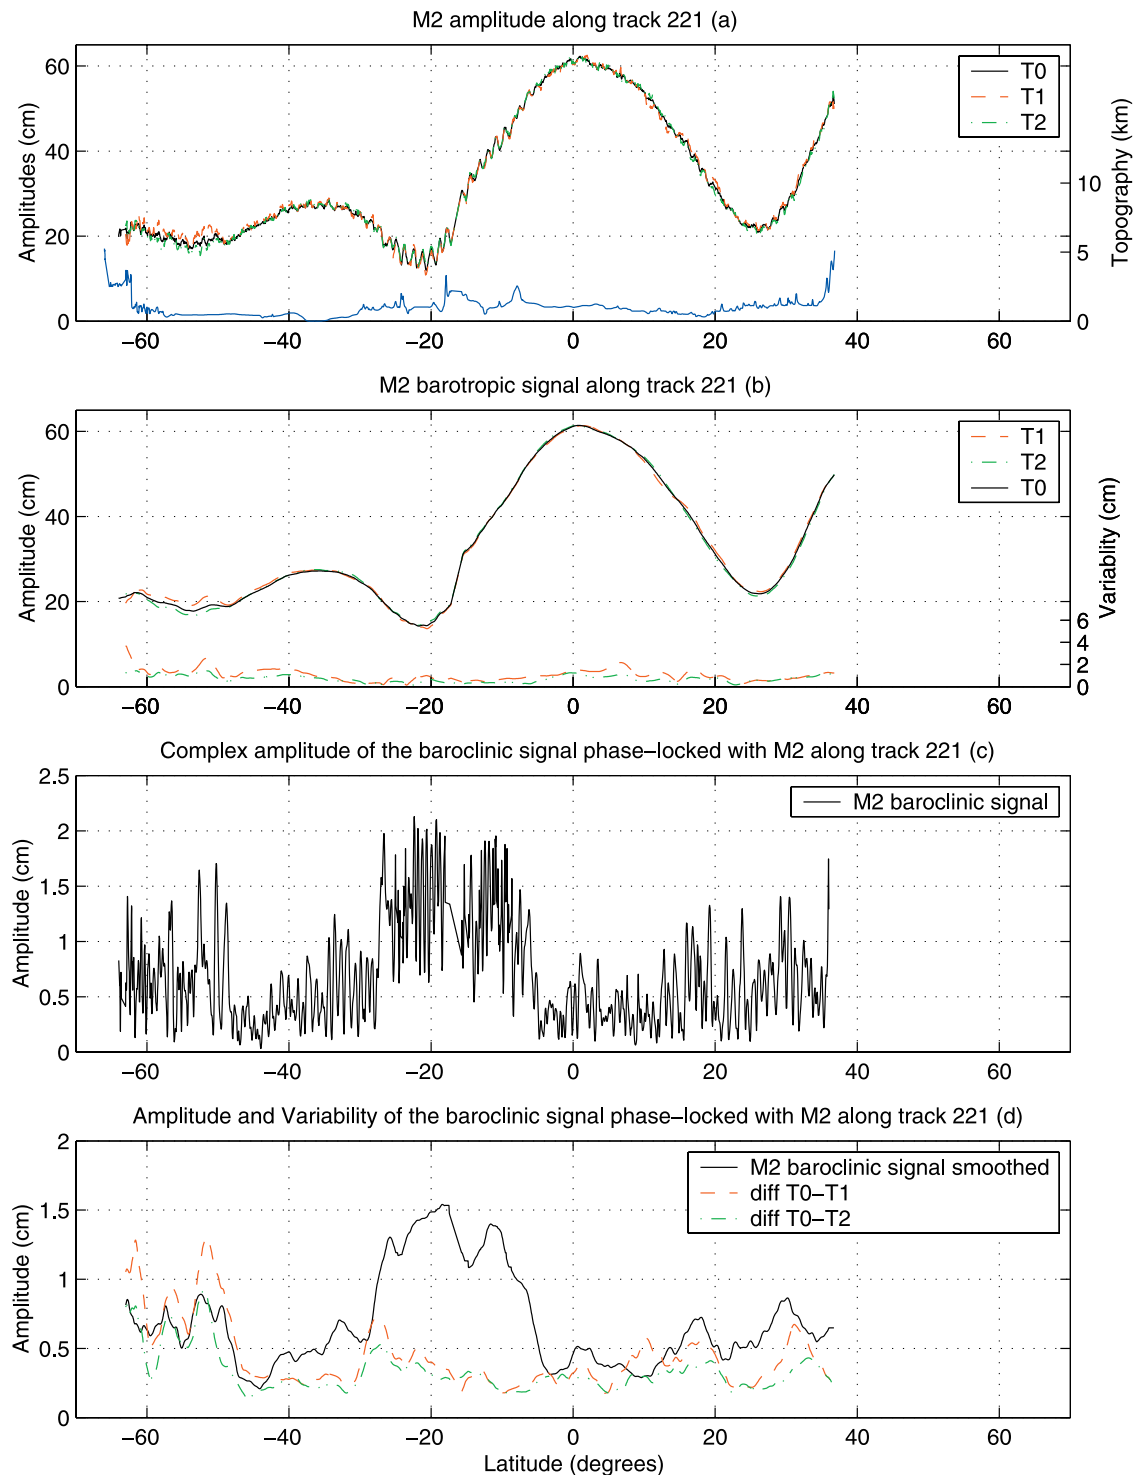 M2 amplitude along track 221 (a)
Amplitudes (cm)
60
40
20
0
T0
T1
T2
Topography (km)
10
5
0
−60 −40 −20 0 20 40 60
M2 barotropic signal along track 221 (b)
Amplitude (cm)
60
40
20
0
T1
T2
T0
Variablity (cm)
6
4
2
0
−60 −40 −20 0 20 40 60
Complex amplitude of the baroclinic signal phase−locked with M2 along track 221 (c)
Amplitude (cm)
2.5
2
1.5
1
0.5
0
M2 baroclinic signal
−60 −40 −20 0 20 40 60
Amplitude and Variability of the baroclinic signal phase−locked with M2 along track 221 (d)
Amplitude (cm)
2
1.5
1
0.5
0
M2 baroclinic signal smoothed
diff T0−T1
diff T0−T2
−60 −40 −20 0 20 40 60
Latitude (degrees)